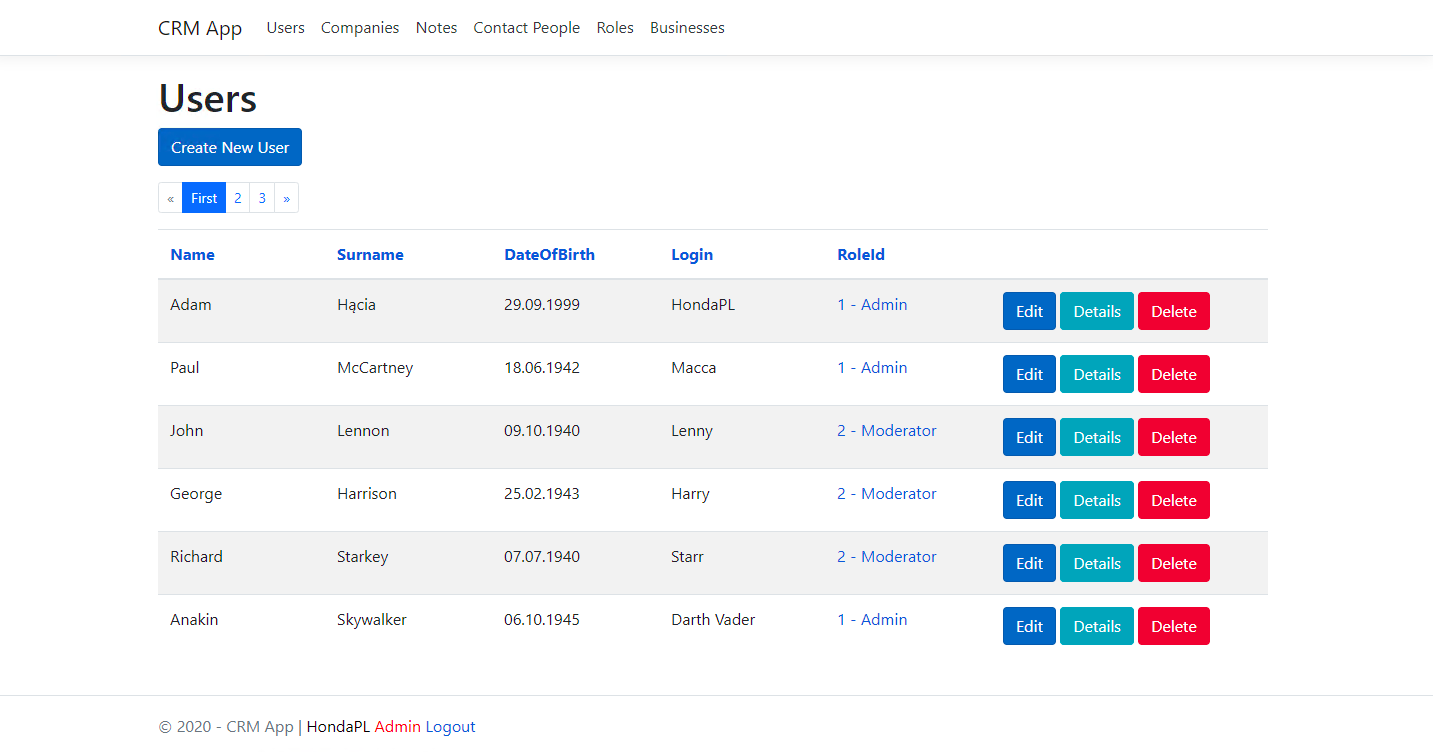 CRM App Users Companies Notes Contact People Roles Businesses
Users
Create New User
« First 2 3 »
Name Surname DateOfBirth Login RoleId
Adam Hącia 29.09.1999 HondaPL 1 - Admin Edit Details Delete
Paul McCartney 18.06.1942 Macca 1 - Admin Edit Details Delete
John Lennon 09.10.1940 Lenny 2 - Moderator Edit Details Delete
George Harrison 25.02.1943 Harry 2 - Moderator Edit Details Delete
Richard Starkey 07.07.1940 Starr 2 - Moderator Edit Details Delete
Anakin Skywalker 06.10.1945 Darth Vader 1 - Admin Edit Details Delete
© 2020 - CRM App | HondaPL Admin Logout